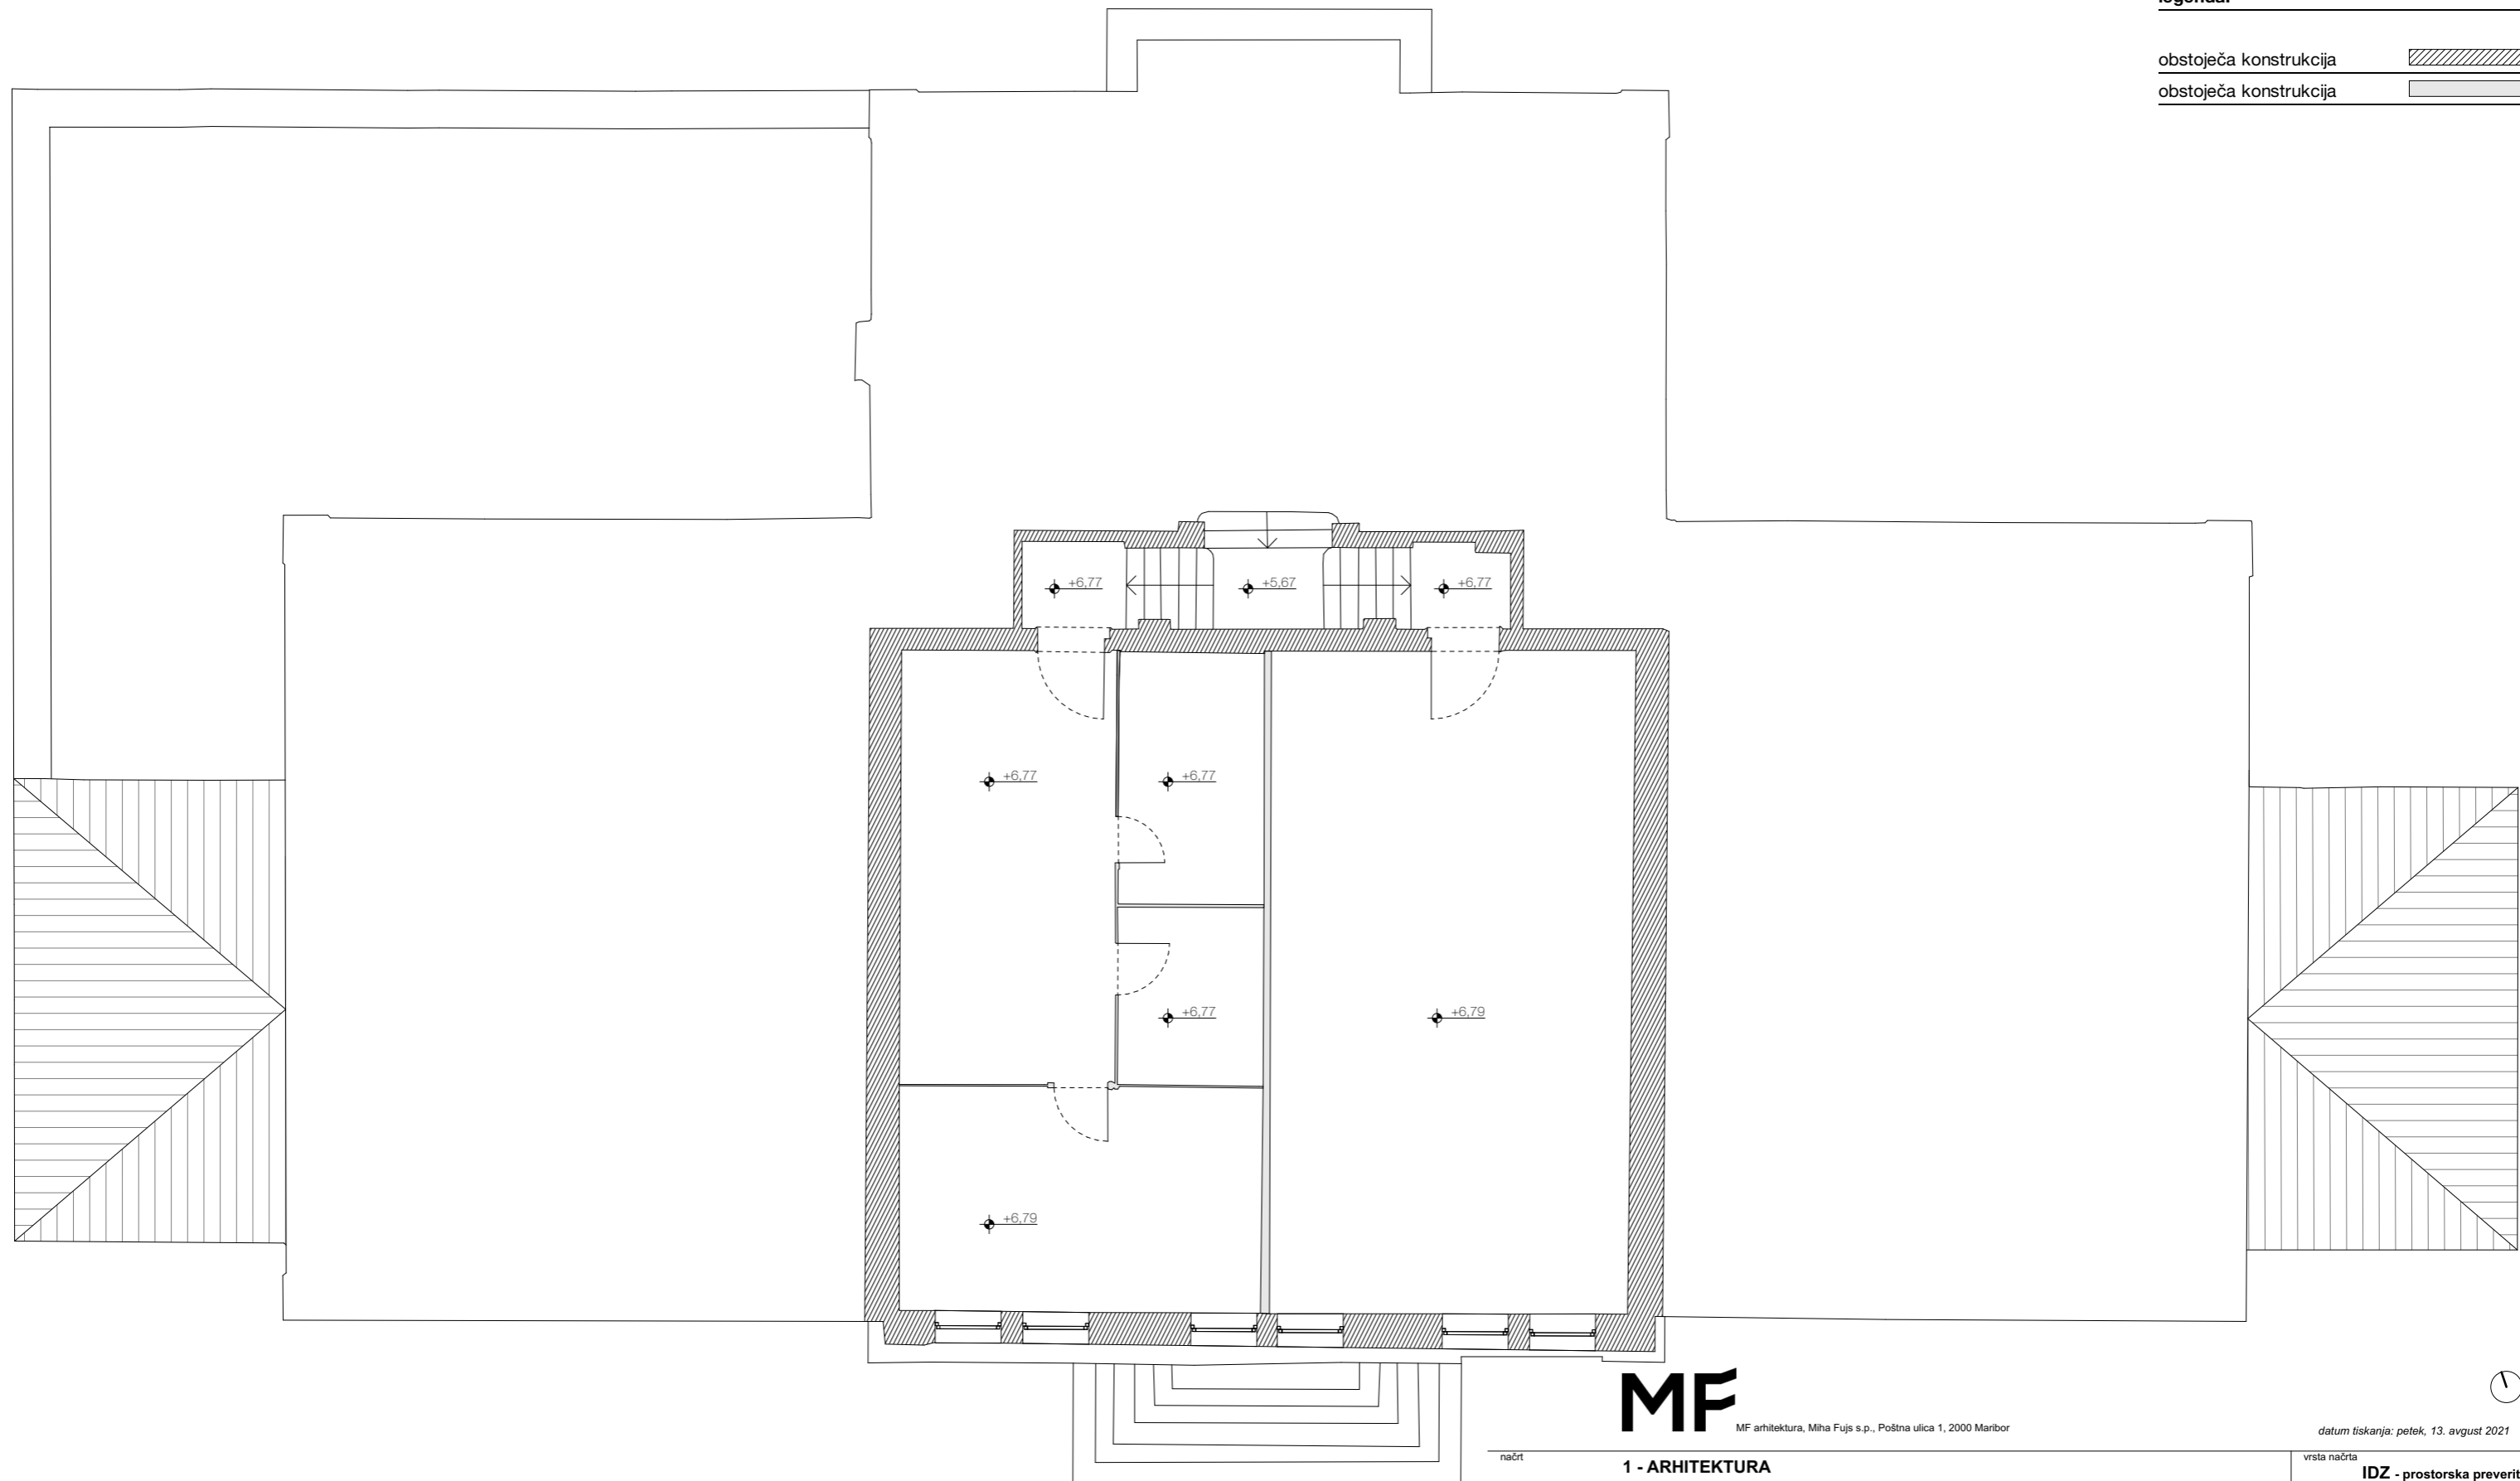 legenda:
obstoječa konstrukcija
obstoječa konstrukcija
+6,77
+5,67
+6,77
+6,77
+6,77
+6,77
+6,79
+6,79
MF
MF arhitektura, Miha Fujs s.p., Poštna ulica 1, 2000 Maribor
datum tiskanja: petek, 13. avgust 2021
načrt
1 - ARHITEKTURA
vrsta načrta
IDZ - prostorska preverit